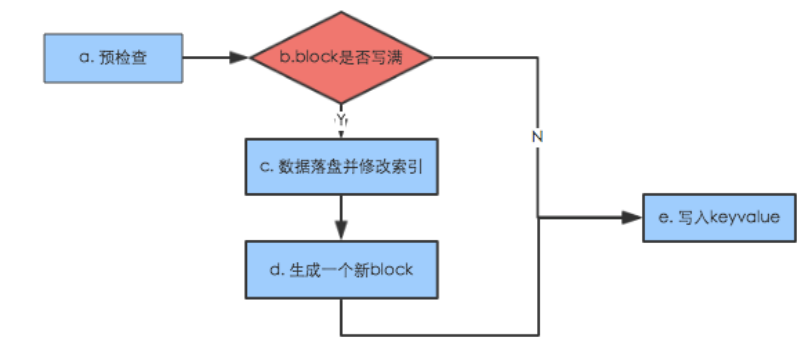 a. 预检查
b.block是否写满
Y
N
c. 数据落盘并修改索引
e. 写入keyvalue
d. 生成一个新block